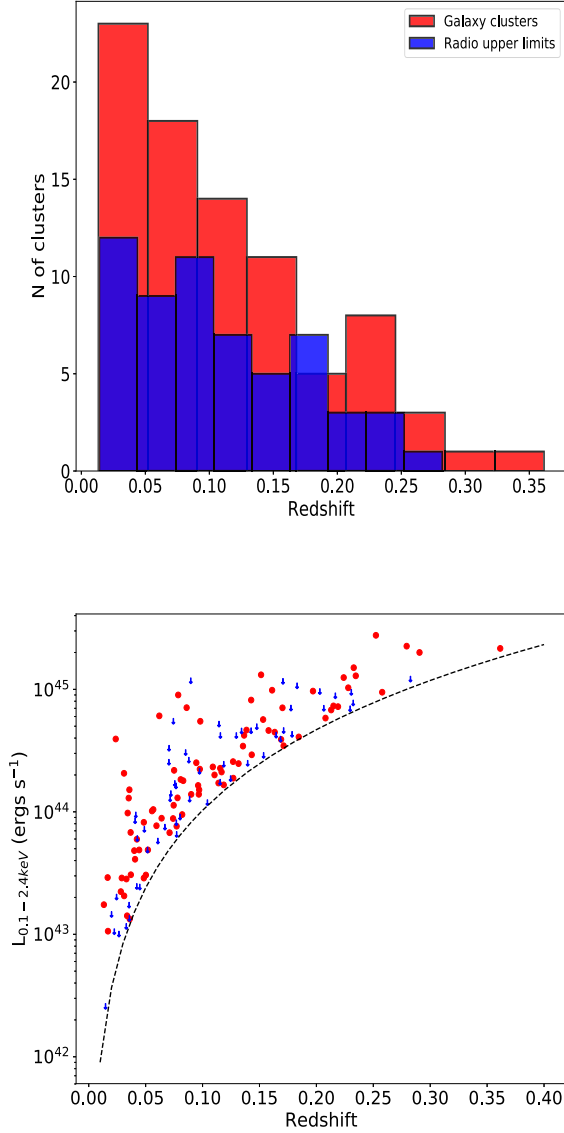 Galaxy clusters
Radio upper limits
N of clusters
20
15
10
5
0
0.00 0.05 0.10 0.15 0.20 0.25 0.30 0.35
Redshift
L0.1−2.4keV (ergs s−1)
10^45
10^44
10^43
10^42
0.00 0.05 0.10 0.15 0.20 0.25 0.30 0.35 0.40
Redshift